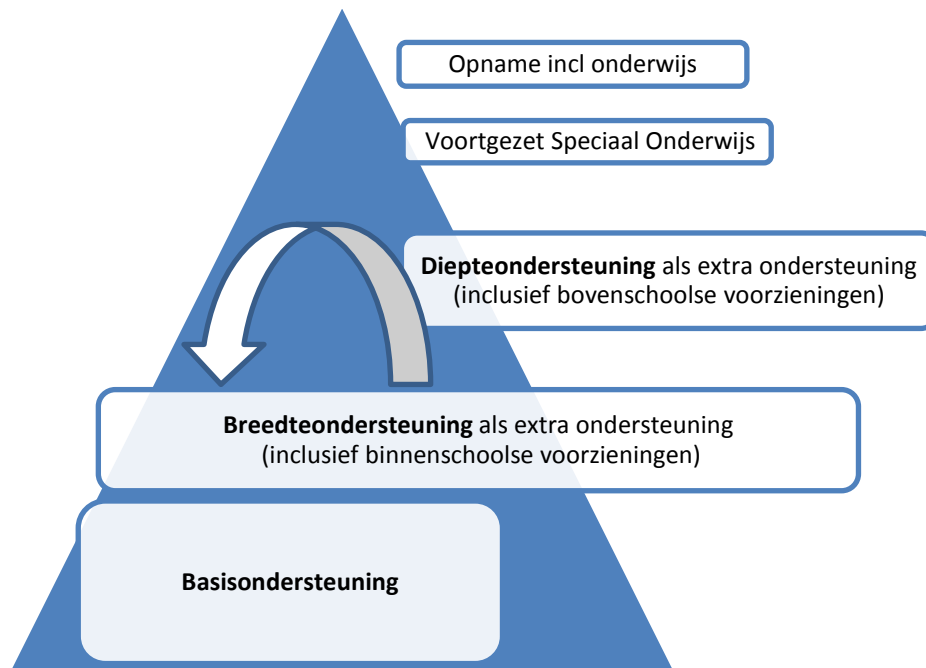 Opname incl onderwijs
Voortgezet Speciaal Onderwijs
Diepteondersteuning als extra ondersteuning
(inclusief bovenschoolse voorzieningen)
Breedteondersteuning als extra ondersteuning
(inclusief binnenschoolse voorzieningen)
Basisondersteuning